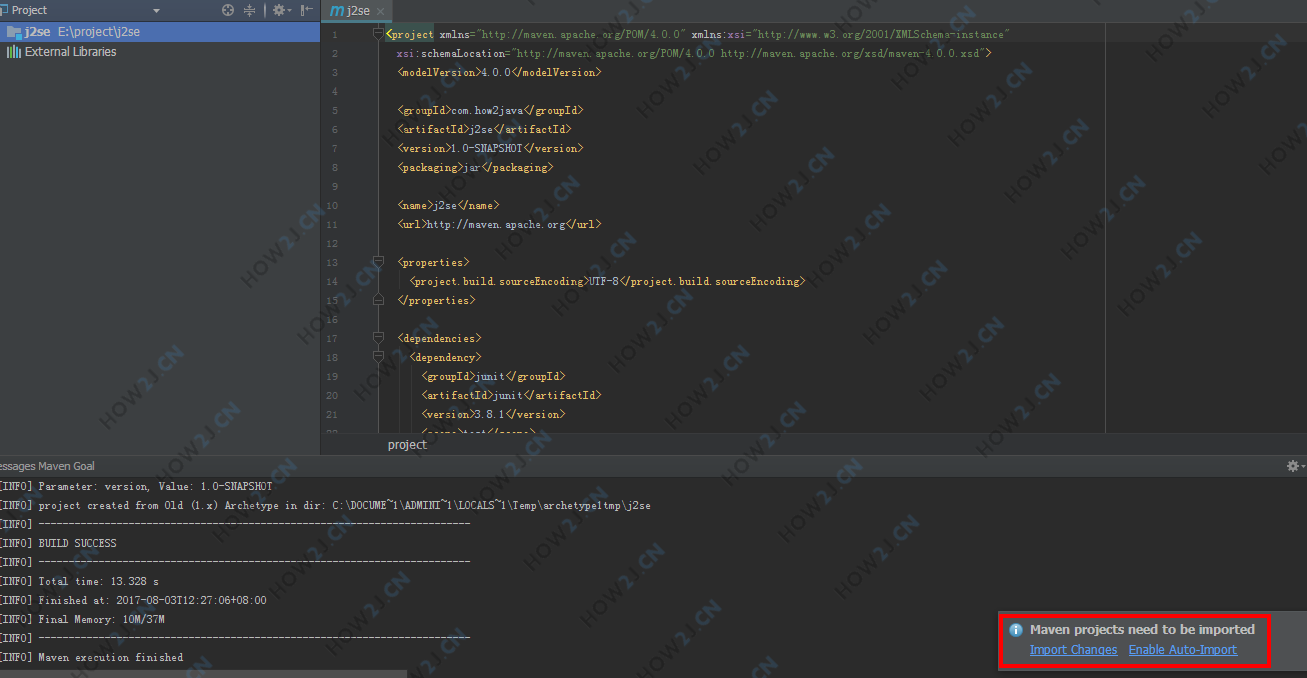 Project
j2se E:\project\j2se
External Libraries
m j2se
1 <project xmlns="http://maven.apache.org/POM/4.0.0" xmlns:xsi="http://www.w3.org/2001/XMLSchema-instance"
2 xsi:schemaLocation="http://maven.apache.org/POM/4.0.0 http://maven.apache.org/xsd/maven-4.0.0.xsd">
3 <modelVersion>4.0.0</modelVersion>
4
5 <groupId>com.how2java</groupId>
6 <artifactId>j2se</artifactId>
7 <version>1.0-SNAPSHOT</version>
8 <packaging>jar</packaging>
9
10 <name>j2se</name>
11 <url>http://maven.apache.org</url>
12
13 <properties>
14 <project.build.sourceEncoding>UTF-8</project.build.sourceEncoding>
15 </properties>
16
17 <dependencies>
18 <dependency>
19 <groupId>junit</groupId>
20 <artifactId>junit</artifactId>
21 <version>3.8.1</version>
project
essages Maven Goal
[INFO] Parameter: version, Value: 1.0-SNAPSHOT
[INFO] project created from Old (1.x) Archetype in dir: C:\DOCUME~1\ADMINI~1\LOCALS~1\Temp\archetype1tmp\j2se
[INFO] ------------------------------------------------------------------------
[INFO] BUILD SUCCESS
[INFO] ------------------------------------------------------------------------
[INFO] Total time: 13.328 s
[INFO] Finished at: 2017-08-03T12:27:06+08:00
[INFO] Final Memory: 10M/37M
[INFO] ------------------------------------------------------------------------
[INFO] Maven execution finished
Maven projects need to be imported
Import Changes Enable Auto-Import
HOW2J.CN